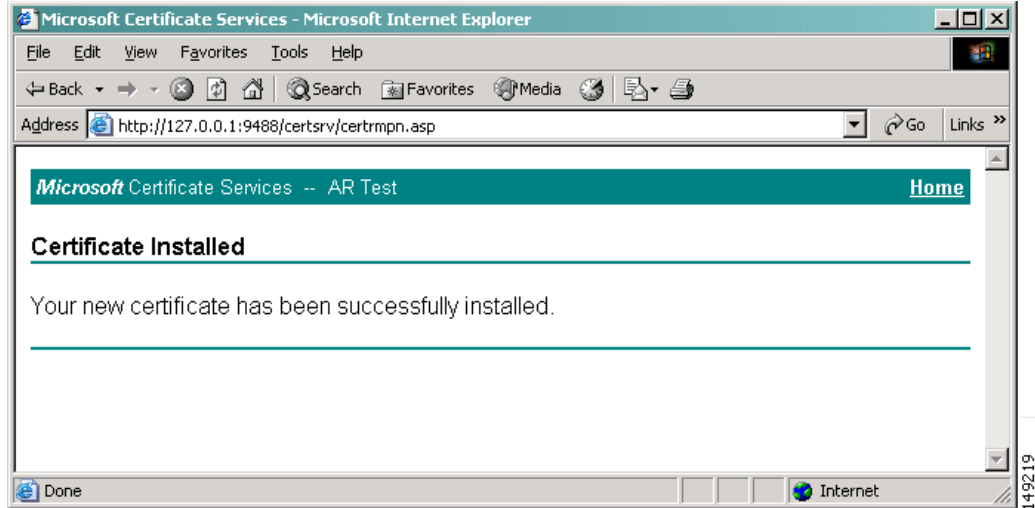 Microsoft Certificate Services - Microsoft Internet Explorer
File Edit View Favorites Tools Help
Back Search Favorites Media
Address http://127.0.0.1:9488/certsrv/certrmpn.asp Go Links »
Microsoft Certificate Services -- AR Test Home
Certificate Installed
Your new certificate has been successfully installed.
Done Internet
149219